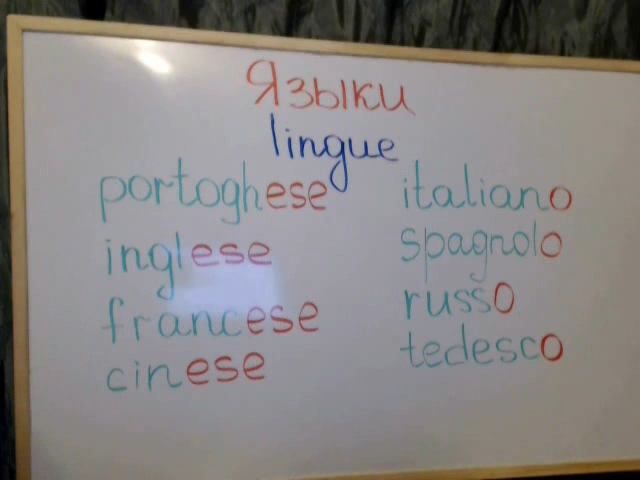 Языки
lingue
portoghese
inglese
francese
cinese
italiano
spagnolo
russo
tedesco